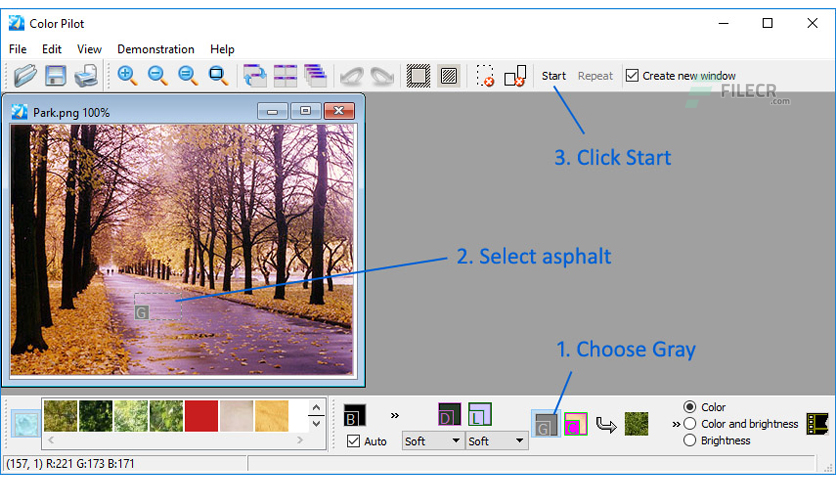 Color Pilot
File Edit View Demonstration Help
Start Repeat Create new window
FILECR
.com
Park.png 100%
3. Click Start
2. Select asphalt
G
1. Choose Gray
B
D
L
G
C
Auto
Soft
Soft
Color
Color and brightness
Brightness
(157, 1) R:221 G:173 B:171